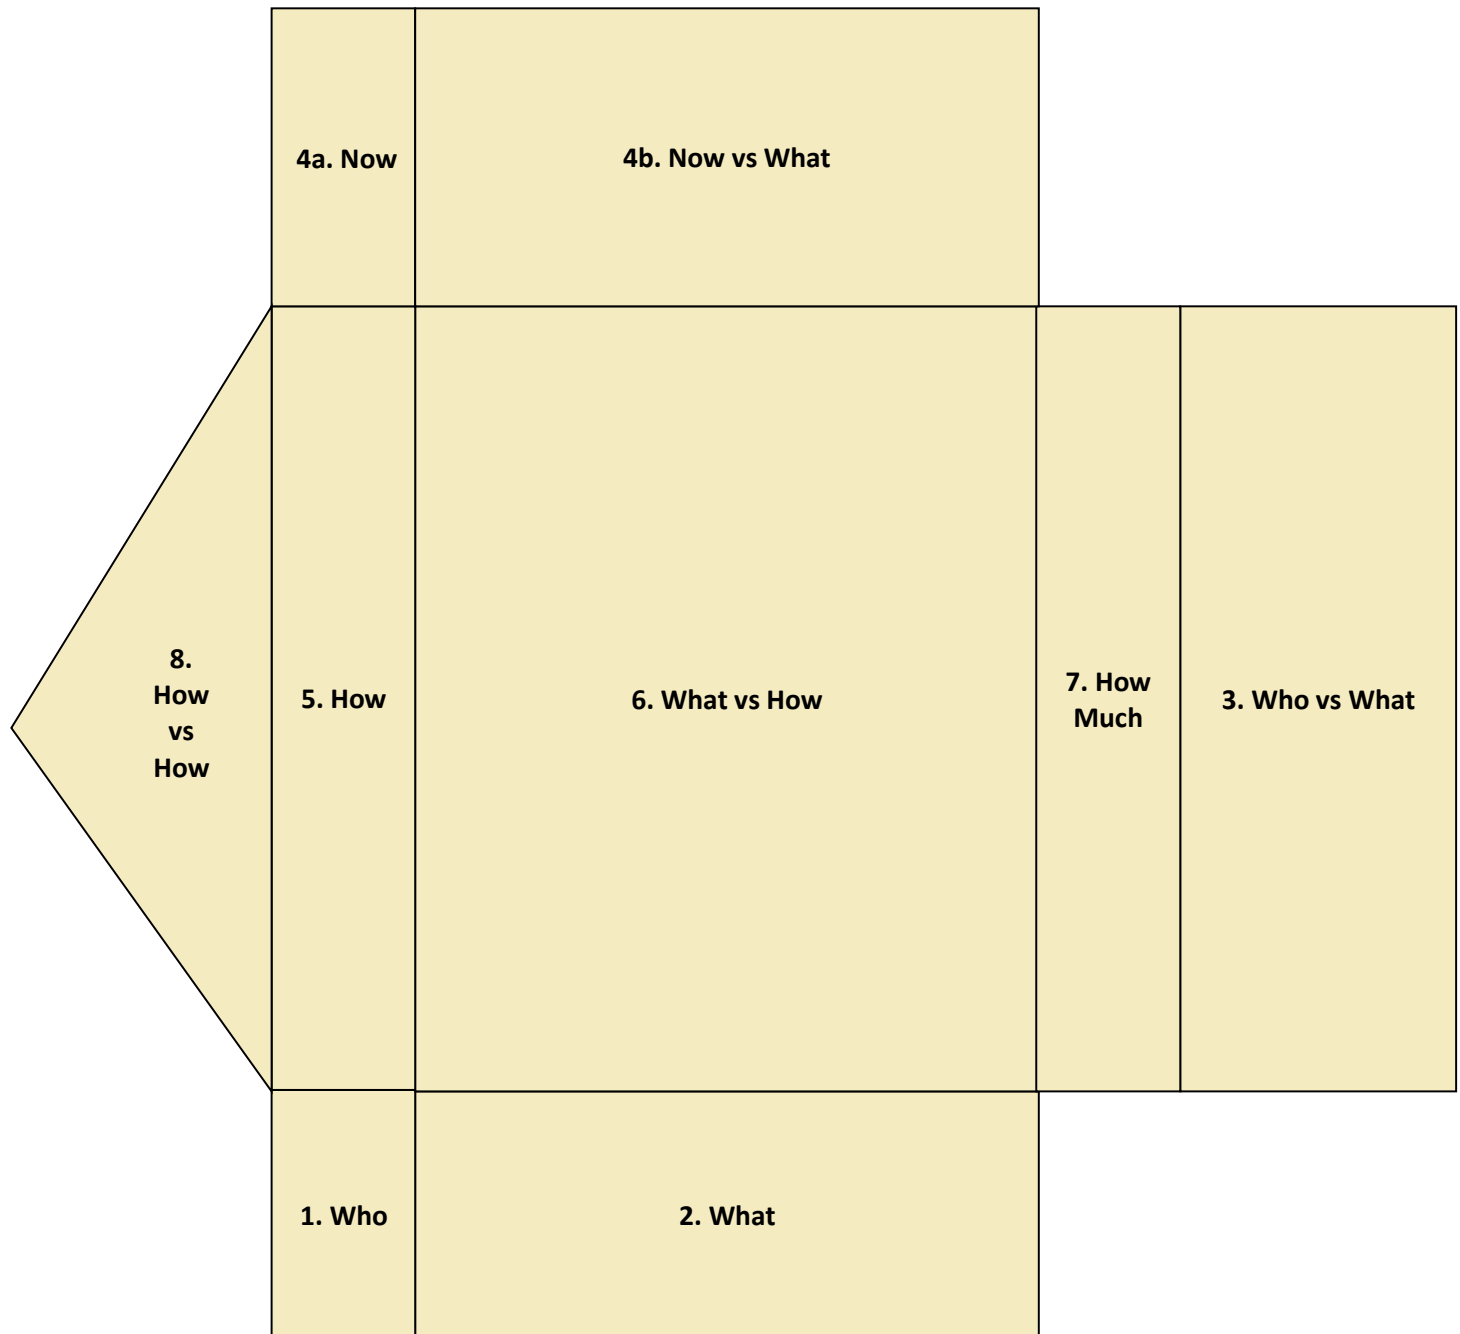 4a. Now
4b. Now vs What
8.
How
vs
How
5. How
6. What vs How
7. How
Much
3. Who vs What
1. Who
2. What